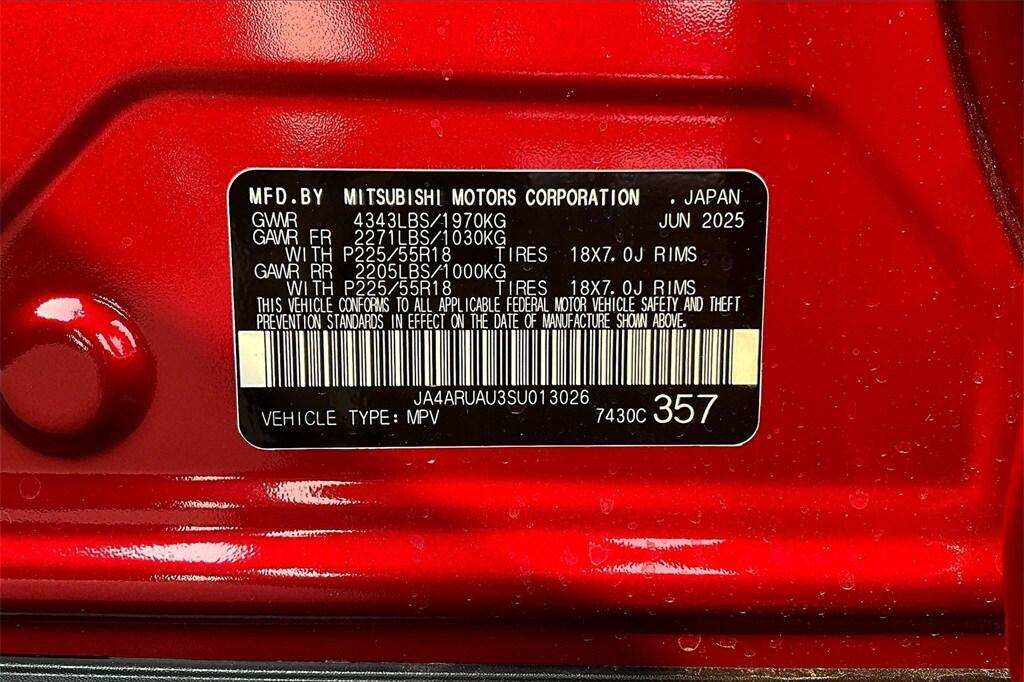 MFD.BY MITSUBISHI MOTORS CORPORATION . JAPAN
GVWR 4343LBS/1970KG JUN 2025
GAWR FR 2271LBS/1030KG
WITH P225/55R18 TIRES 18X7.0J RIMS
GAWR RR 2205LBS/1000KG
WITH P225/55R18 TIRES 18X7.0J RIMS
THIS VEHICLE CONFORMS TO ALL APPLICABLE FEDERAL MOTOR VEHICLE SAFETY AND THEFT
PREVENTION STANDARDS IN EFFECT ON THE DATE OF MANUFACTURE SHOWN ABOVE.
JA4ARUAU3SU013026
VEHICLE TYPE: MPV 7430C 357